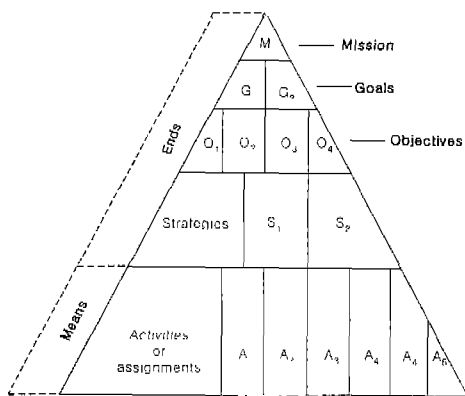 M
Mission
G G₂
Goals
O₁ O₂ O₃ O₄
Objectives
Ends
Strategies S₁ S₂
Means
Activities
or
assignments
A A₂ A₃ A₄ A₄ A₆